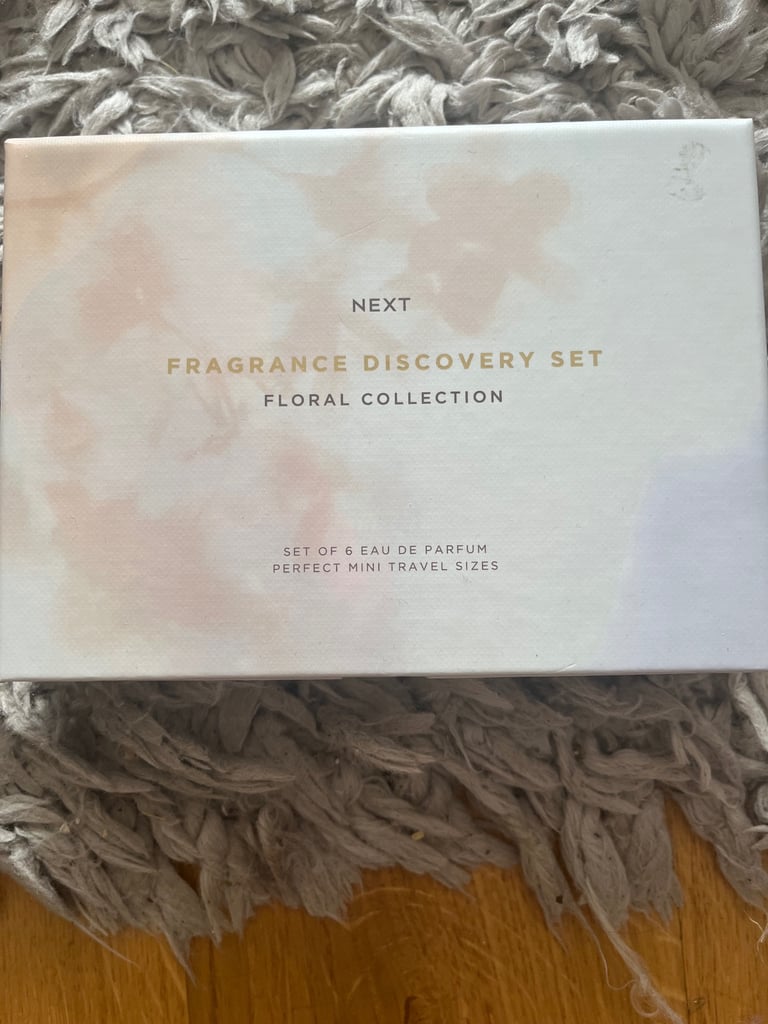 NEXT
FRAGRANCE DISCOVERY SET
FLORAL COLLECTION
SET OF 6 EAU DE PARFUM
PERFECT MINI TRAVEL SIZES